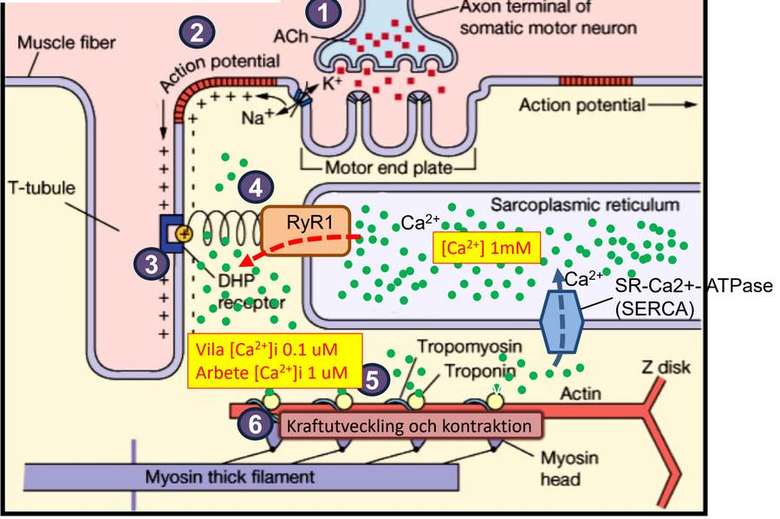 1
Axon terminal of
somatic motor neuron
ACh
2
Muscle fiber
Action potential
K+
Na+
Action potential
Motor end plate
T-tubule
4
Sarcoplasmic reticulum
RyR1
Ca2+
[Ca2+] 1mM
3
DHP
receptor
Ca2+
SR-Ca2+-ATPase
(SERCA)
Vila [Ca2+]i 0.1 uM
Arbete [Ca2+]i 1 uM
5
Tropomyosin
Troponin
Z disk
Actin
6
Kraftutveckling och kontraktion
Myosin thick filament
Myosin
head